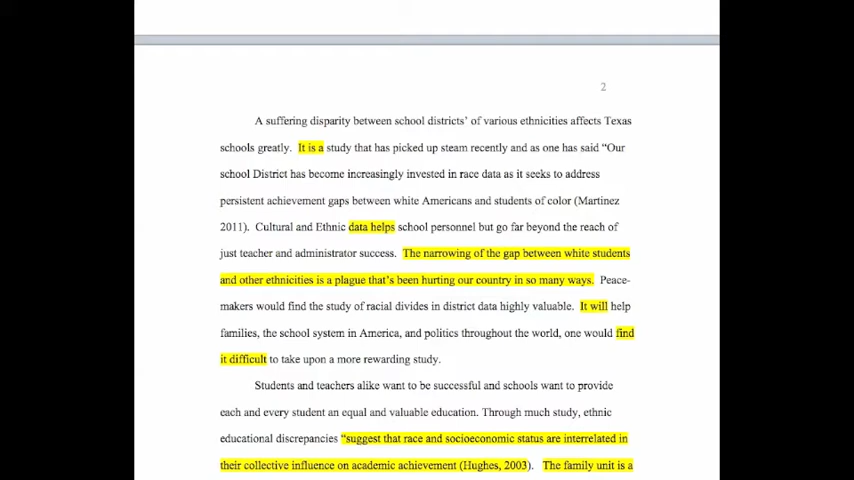 2
A suffering disparity between school districts' of various ethnicities affects Texas
schools greatly. It is a study that has picked up steam recently and as one has said “Our
school District has become increasingly invested in race data as it seeks to address
persistent achievement gaps between white Americans and students of color (Martinez
2011). Cultural and Ethnic data helps school personnel but go far beyond the reach of
just teacher and administrator success. The narrowing of the gap between white students
and other ethnicities is a plague that's been hurting our country in so many ways. Peace-
makers would find the study of racial divides in district data highly valuable. It will help
families, the school system in America, and politics throughout the world, one would find
it difficult to take upon a more rewarding study.
Students and teachers alike want to be successful and schools want to provide
each and every student an equal and valuable education. Through much study, ethnic
educational discrepancies “suggest that race and socioeconomic status are interrelated in
their collective influence on academic achievement (Hughes, 2003). The family unit is a